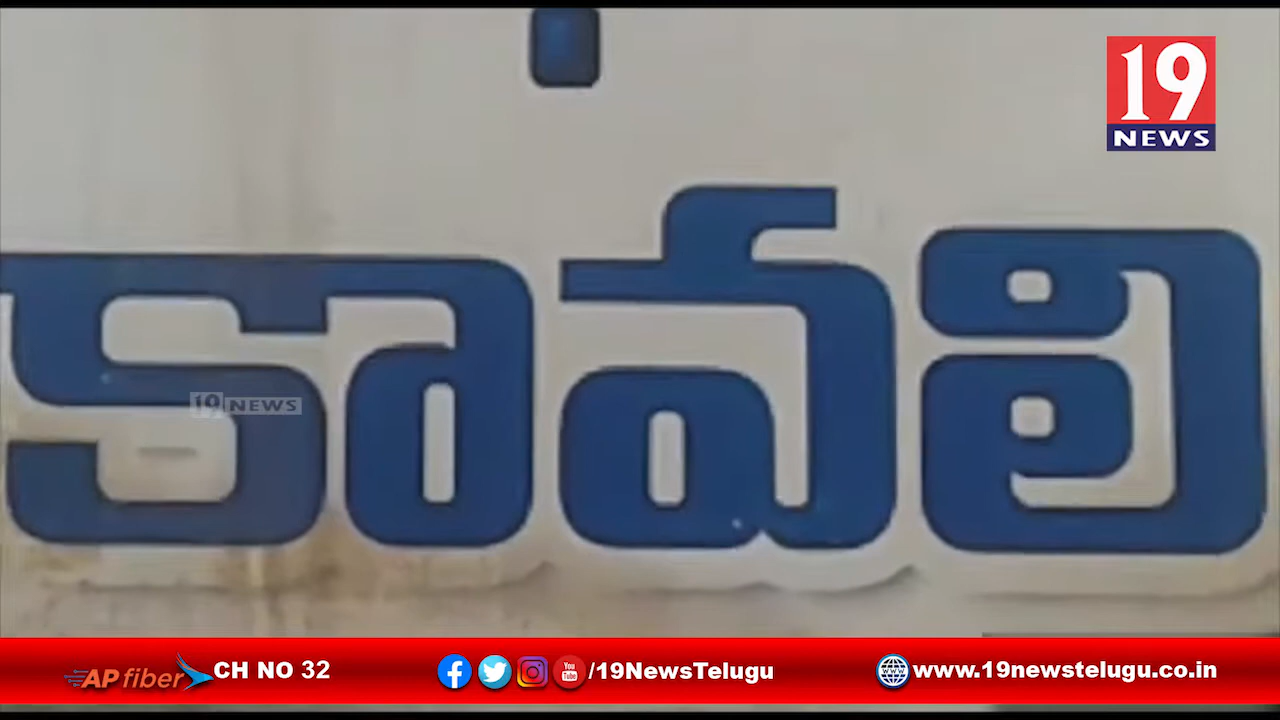 19
NEWS
కావలి
19 NEWS
AP fiber CH NO 32 /19NewsTelugu www.19newstelugu.co.in